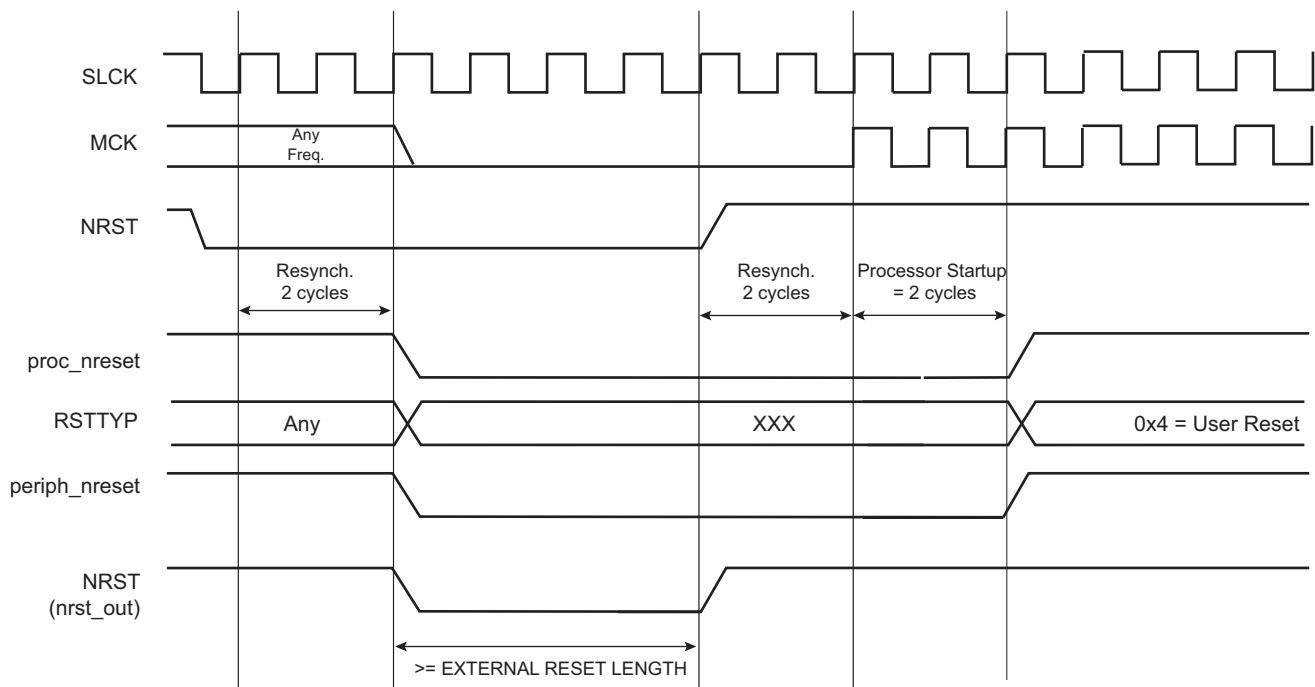 SLCK
MCK
Any
Freq.
NRST
Resynch.
2 cycles
Resynch.
2 cycles
Processor Startup
= 2 cycles
proc_nreset
RSTTYP
Any
XXX
0x4 = User Reset
periph_nreset
NRST
(nrst_out)
>= EXTERNAL RESET LENGTH